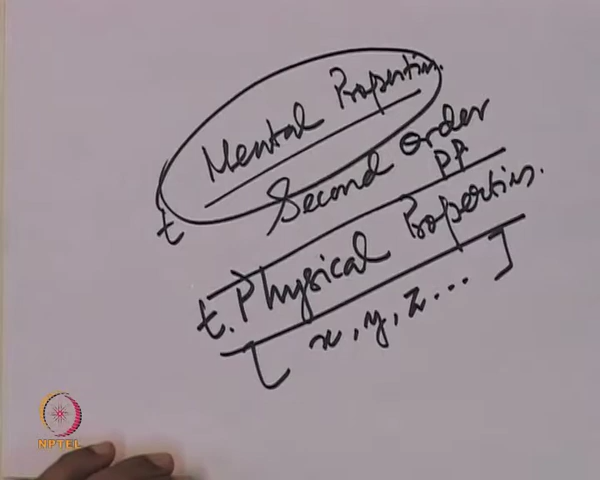 Mental Properties.
Second Order
PP
t
t. Physical Properties.
[ x, y, z... ]
NPTEL